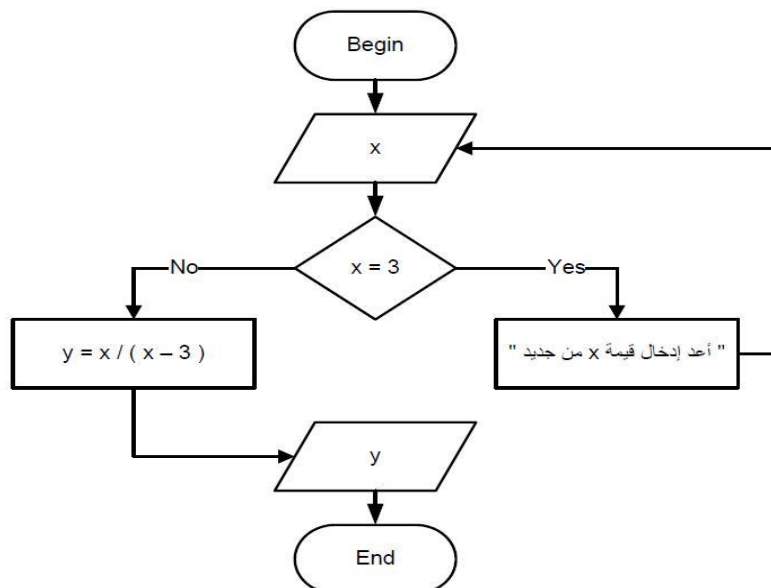 Begin
x
x = 3
No
Yes
y = x / ( x – 3 )
" أعد إدخال قيمة x من جديد "
y
End